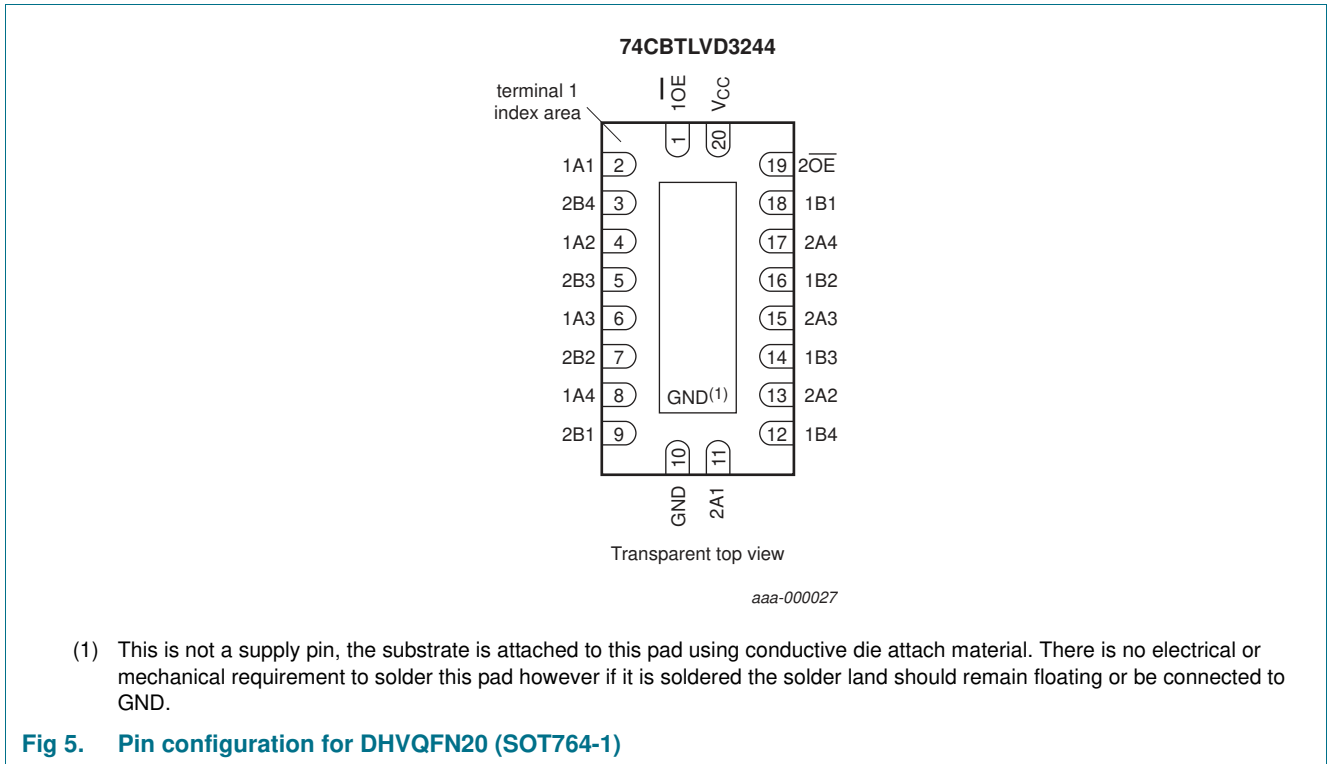 74CBTLVD3244
terminal 1
index area
1OE
VCC
1
20
1A1 2
19 2OE
2B4 3
18 1B1
1A2 4
17 2A4
2B3 5
16 1B2
1A3 6
15 2A3
2B2 7
14 1B3
1A4 8
GND(1)
13 2A2
2B1 9
12 1B4
10
11
GND
2A1
Transparent top view
aaa-000027
(1) This is not a supply pin, the substrate is attached to this pad using conductive die attach material. There is no electrical or
mechanical requirement to solder this pad however if it is soldered the solder land should remain floating or be connected to
GND.
Fig 5. Pin configuration for DHVQFN20 (SOT764-1)